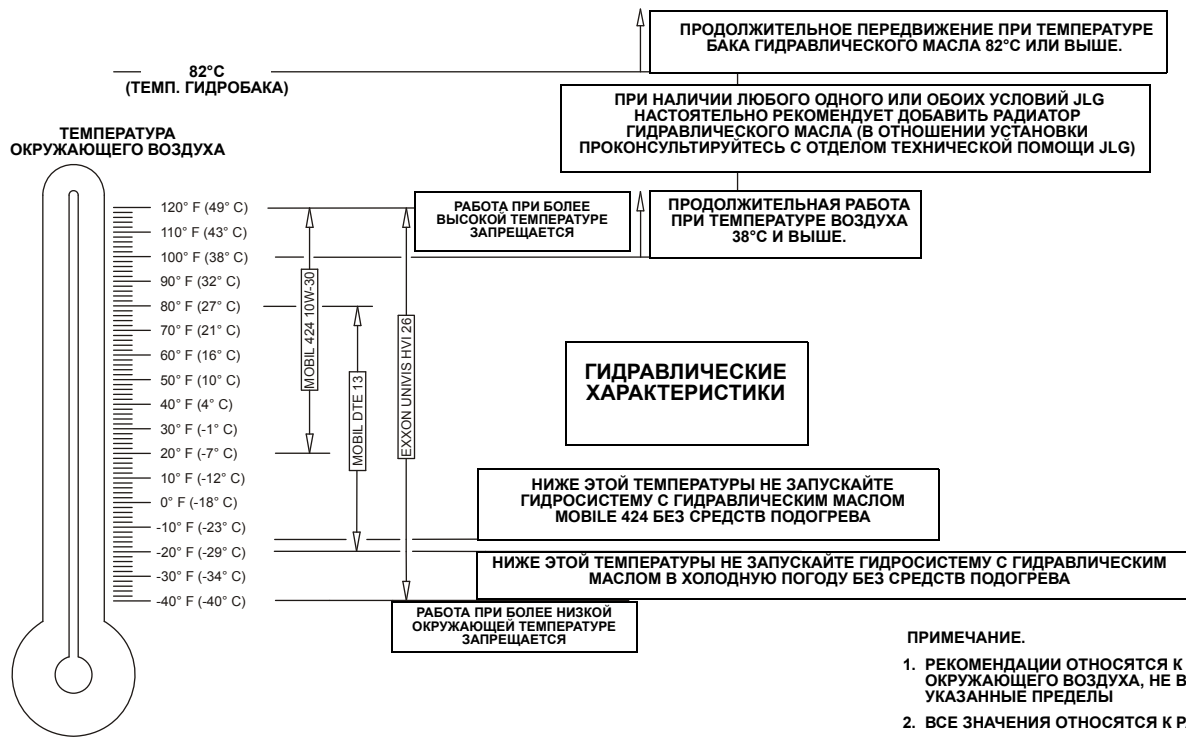 ПРОДОЛЖИТЕЛЬНОЕ ПЕРЕДВИЖЕНИЕ ПРИ ТЕМПЕРАТУРЕ
БАКА ГИДРАВЛИЧЕСКОГО МАСЛА 82°C ИЛИ ВЫШЕ.
82°C
(ТЕМП. ГИДРОБАКА)
ПРИ НАЛИЧИИ ЛЮБОГО ОДНОГО ИЛИ ОБОИХ УСЛОВИЙ JLG
НАСТОЯТЕЛЬНО РЕКОМЕНДУЕТ ДОБАВИТЬ РАДИАТОР
ГИДРАВЛИЧЕСКОГО МАСЛА (В ОТНОШЕНИИ УСТАНОВКИ
ПРОКОНСУЛЬТИРУЙТЕСЬ С ОТДЕЛОМ ТЕХНИЧЕСКОЙ ПОМОЩИ JLG)
ТЕМПЕРАТУРА
ОКРУЖАЮЩЕГО ВОЗДУХА
РАБОТА ПРИ БОЛЕЕ
ВЫСОКОЙ ТЕМПЕРАТУРЕ
ЗАПРЕЩАЕТСЯ
ПРОДОЛЖИТЕЛЬНАЯ РАБОТА
ПРИ ТЕМПЕРАТУРЕ ВОЗДУХА
38°C И ВЫШЕ.
120° F (49° C)
110° F (43° C)
100° F (38° C)
90° F (32° C)
80° F (27° C)
70° F (21° C)
60° F (16° C)
50° F (10° C)
40° F (4° C)
30° F (-1° C)
20° F (-7° C)
10° F (-12° C)
0° F (-18° C)
-10° F (-23° C)
-20° F (-29° C)
-30° F (-34° C)
-40° F (-40° C)
MOBIL 424 10W-30
MOBIL DTE 13
EXXON UNIVIS HVI 26
ГИДРАВЛИЧЕСКИЕ
ХАРАКТЕРИСТИКИ
НИЖЕ ЭТОЙ ТЕМПЕРАТУРЫ НЕ ЗАПУСКАЙТЕ
ГИДРОСИСТЕМУ С ГИДРАВЛИЧЕСКИМ МАСЛОМ
MOBILE 424 БЕЗ СРЕДСТВ ПОДОГРЕВА
НИЖЕ ЭТОЙ ТЕМПЕРАТУРЫ НЕ ЗАПУСКАЙТЕ ГИДРОСИСТЕМУ С ГИДРАВЛИЧЕСКИМ
МАСЛОМ В ХОЛОДНУЮ ПОГОДУ БЕЗ СРЕДСТВ ПОДОГРЕВА
РАБОТА ПРИ БОЛЕЕ НИЗКОЙ
ОКРУЖАЮЩЕЙ ТЕМПЕРАТУРЕ
ЗАПРЕЩАЕТСЯ
ПРИМЕЧАНИЕ.
1. РЕКОМЕНДАЦИИ ОТНОСЯТСЯ К
ОКРУЖАЮЩЕГО ВОЗДУХА, НЕ
УКАЗАННЫЕ ПРЕДЕЛЫ
2. ВСЕ ЗНАЧЕНИЯ ОТНОСЯТСЯ К